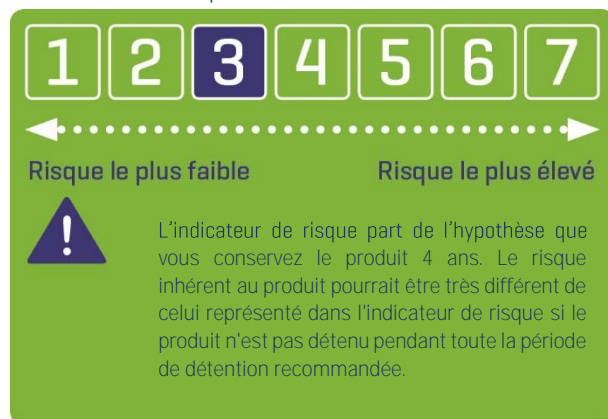 1 2 3 4 5 6 7
Risque le plus faible Risque le plus élevé
!
L'indicateur de risque part de l'hypothèse que
vous conservez le produit 4 ans. Le risque
inhérent au produit pourrait être très différent de
celui représenté dans l'indicateur de risque si le
produit n'est pas détenu pendant toute la période
de détention recommandée.